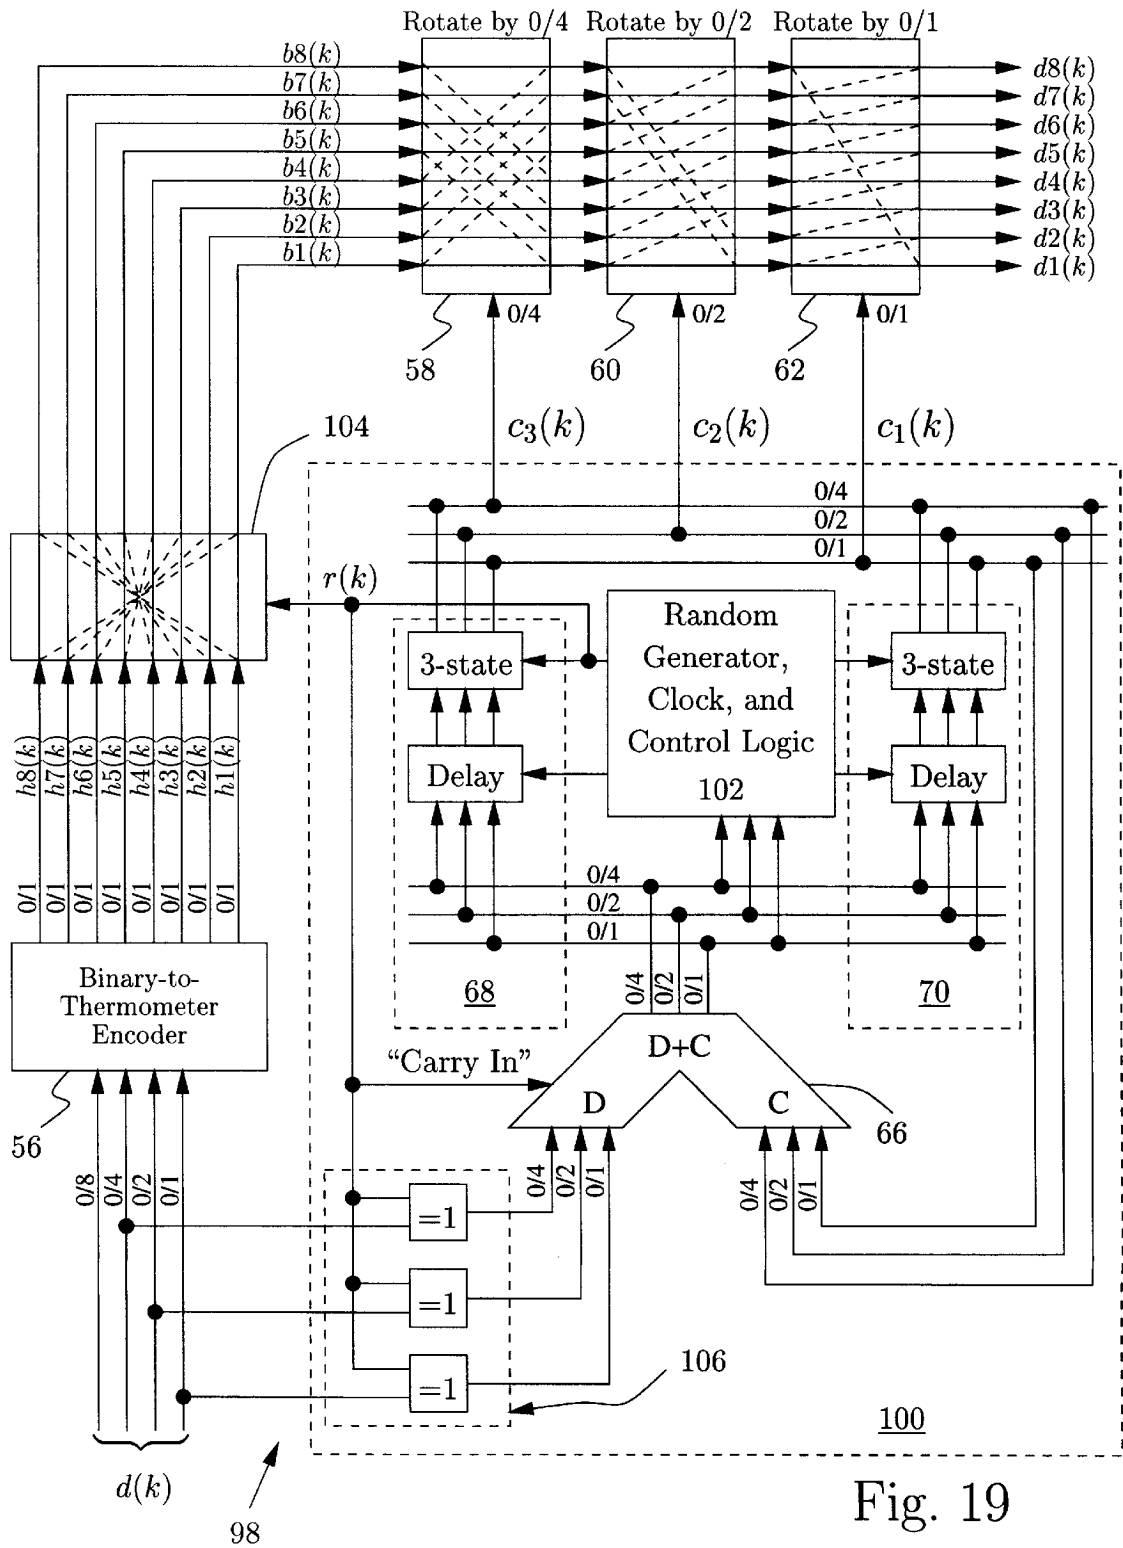 Rotate by 0/4 Rotate by 0/2 Rotate by 0/1
b8(k) d8(k)
b7(k) d7(k)
b6(k) d6(k)
b5(k) d5(k)
b4(k) d4(k)
b3(k) d3(k)
b2(k) d2(k)
b1(k) d1(k)
0/4 0/2 0/1
58 60 62
104 c3(k) c2(k) c1(k)
0/4
0/2
0/1
r(k)
Random
Generator,
Clock, and
Control Logic
102
3-state 3-state
Delay Delay
h8(k) h7(k) h6(k) h5(k) h4(k) h3(k) h2(k) h1(k)
0/1 0/1 0/1 0/1 0/1 0/1 0/1 0/1
0/4
0/2
0/1
Binary-to-
Thermometer
Encoder
68 0/4 0/2 0/1 70
"Carry In" D+C
D C
56 66
0/8 0/4 0/2 0/1
0/4 0/2 0/1
0/4 0/2 0/1
=1
=1
=1
106
100
d(k)
98
Fig. 19